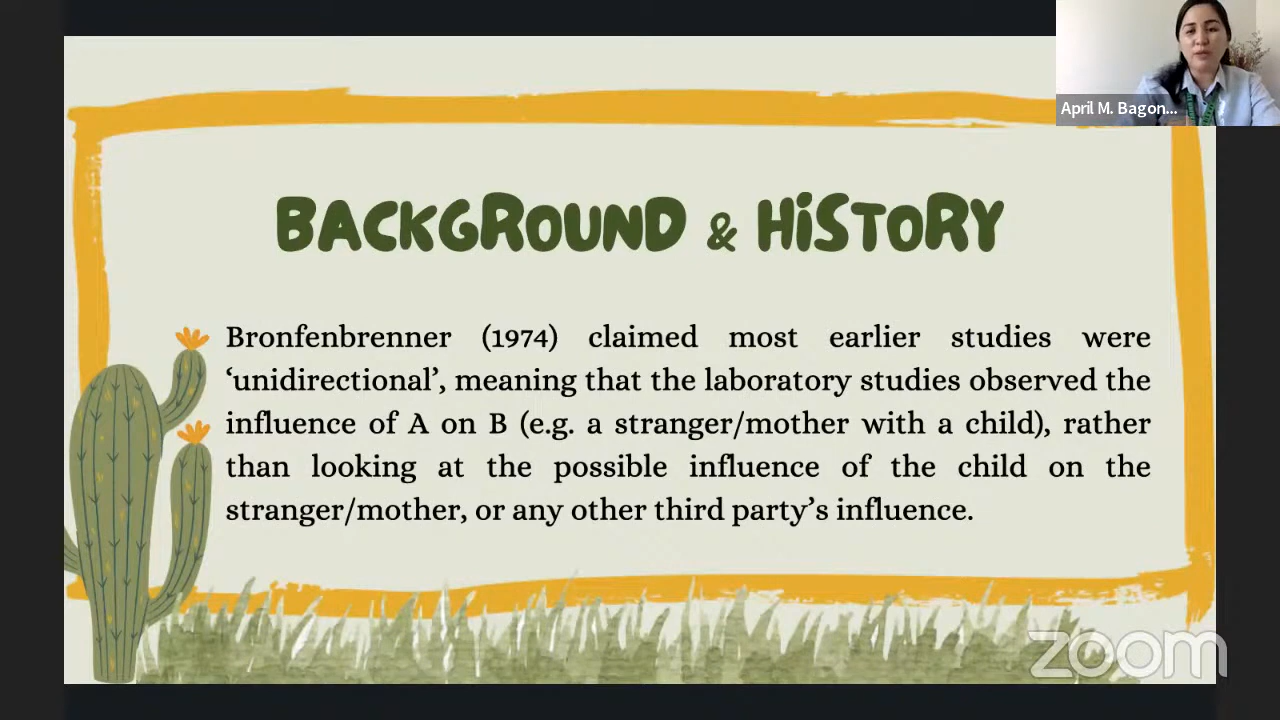 April M. Bagon...
BACKGROUND & HiSTORY
Bronfenbrenner (1974) claimed most earlier studies were
‘unidirectional’, meaning that the laboratory studies observed the
influence of A on B (e.g. a stranger/mother with a child), rather
than looking at the possible influence of the child on the
stranger/mother, or any other third party’s influence.
zoom